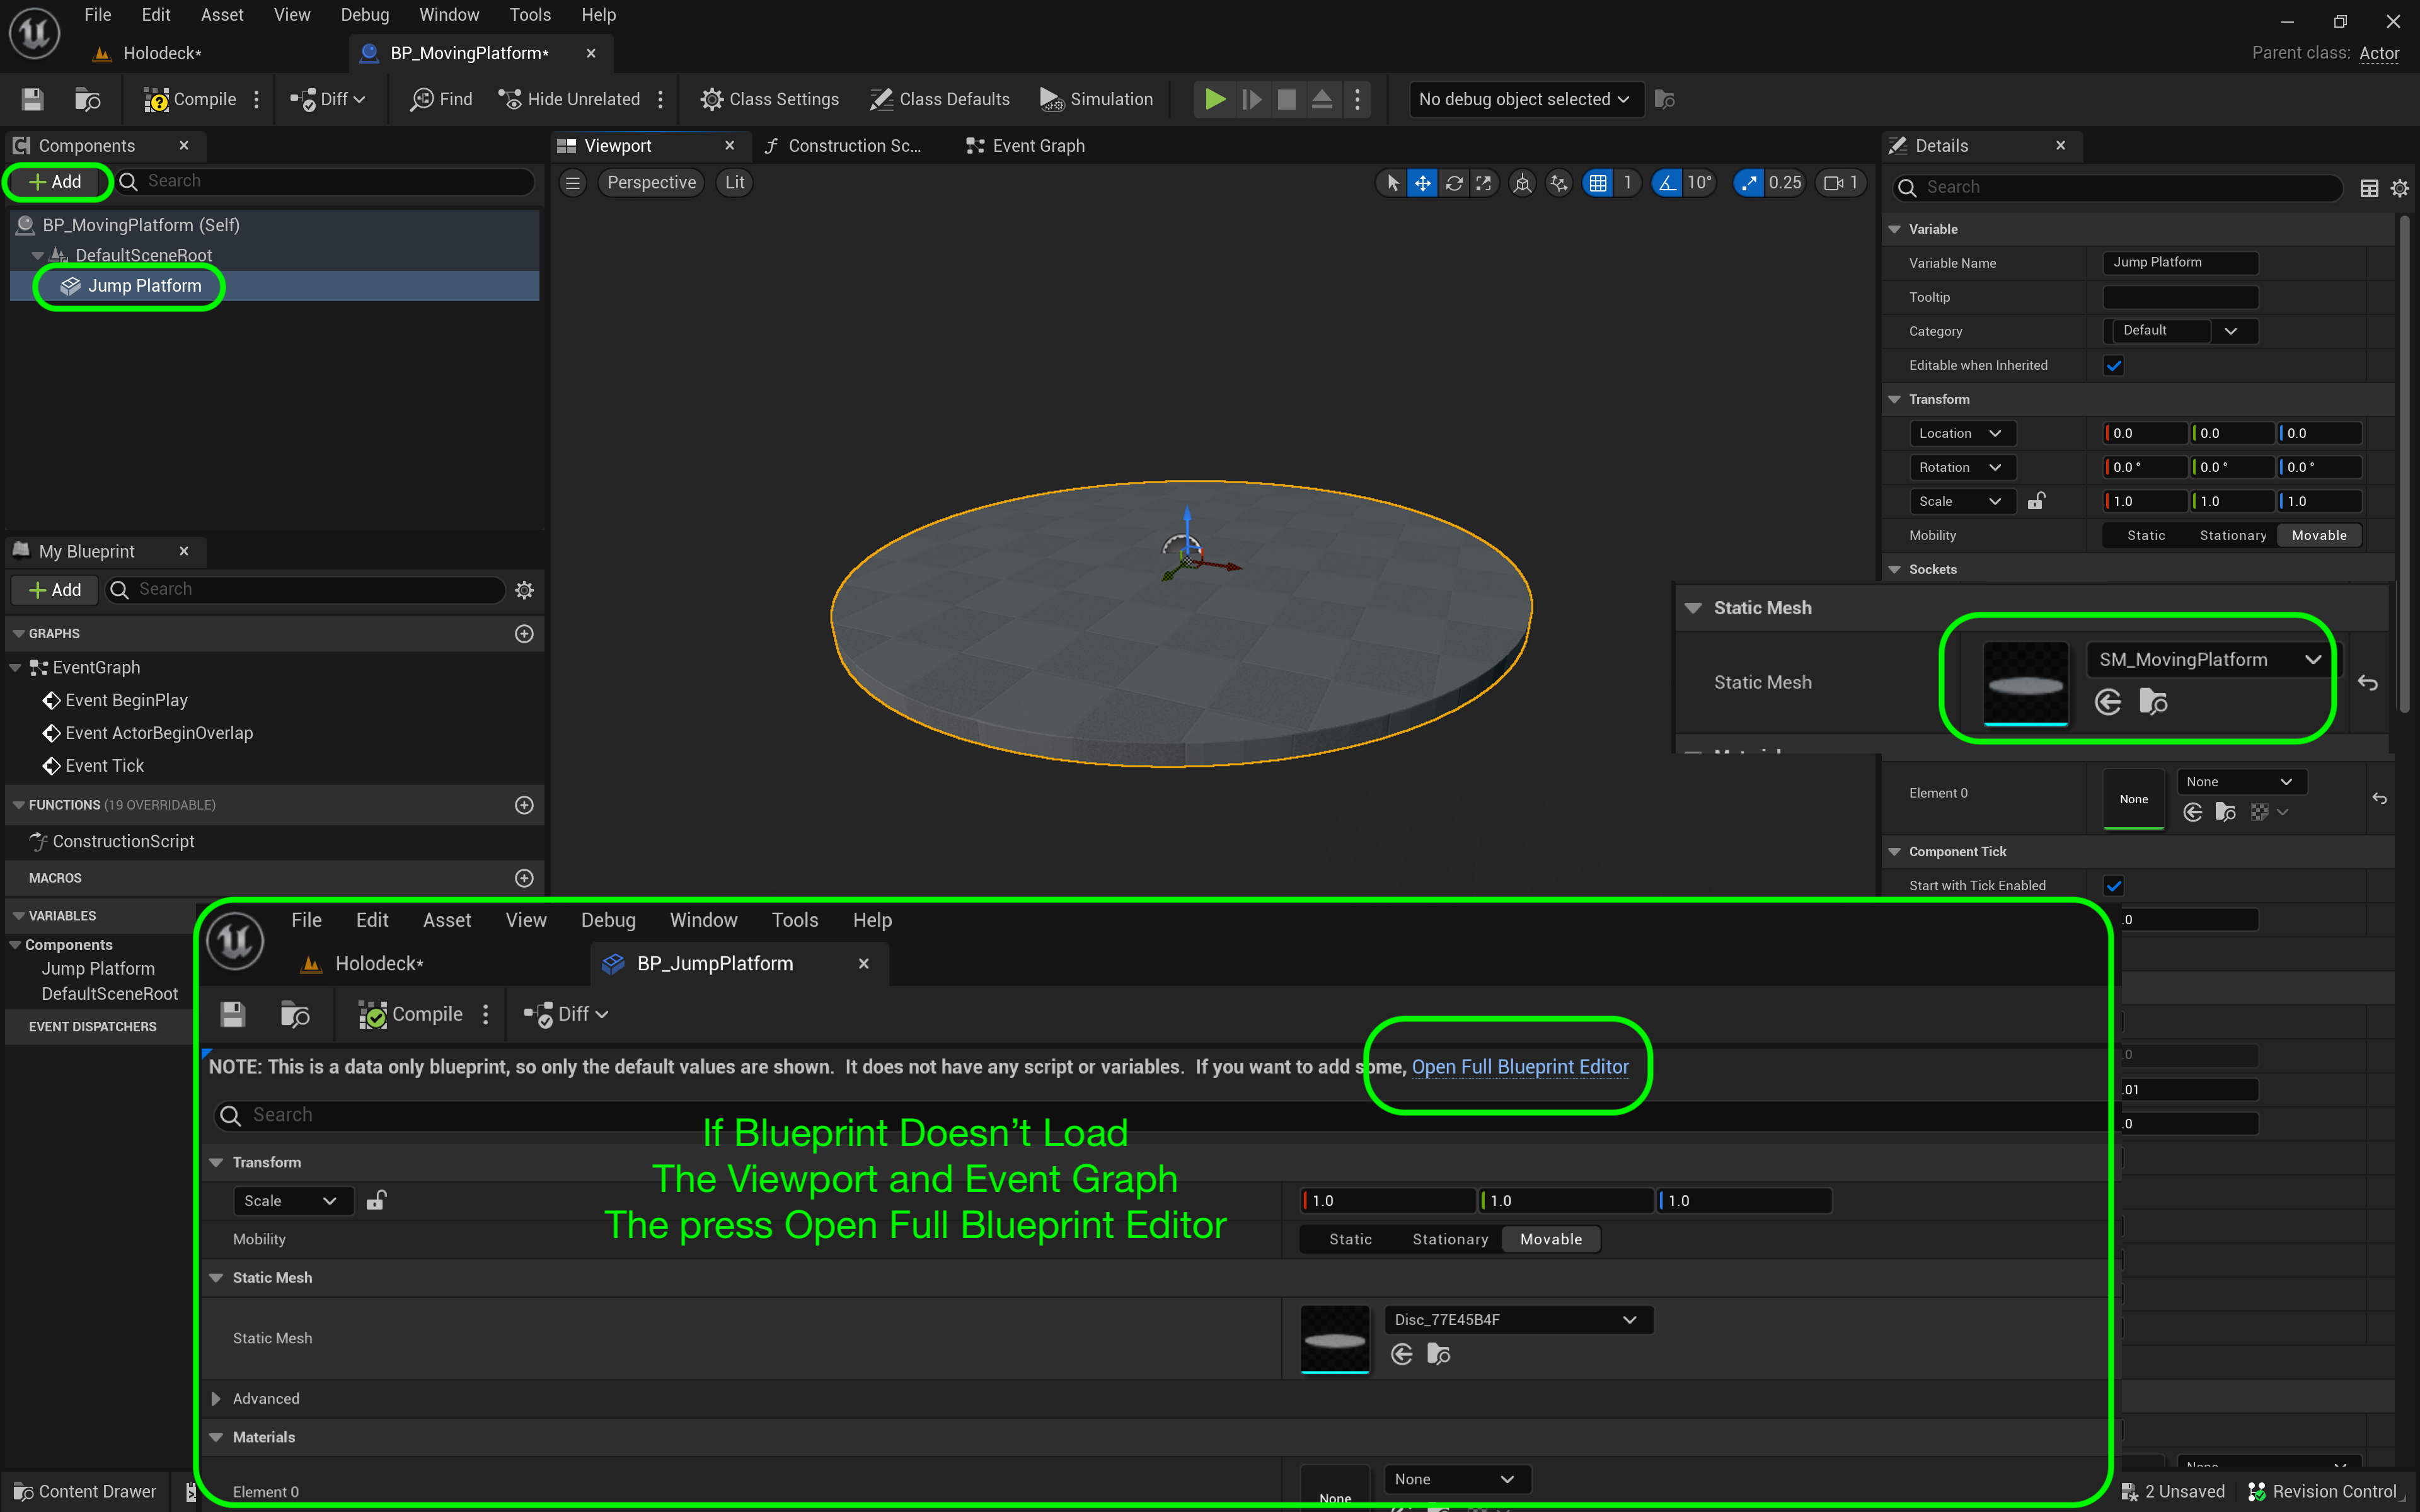 File Edit Asset View Debug Window Tools Help
Holodeck*
BP_MovingPlatform*
Parent class: Actor
Compile
Diff
Find
Hide Unrelated
Class Settings
Class Defaults
Simulation
No debug object selected
Components
Add
Search
BP_MovingPlatform (Self)
DefaultSceneRoot
Jump Platform
My Blueprint
Add
Search
GRAPHS
EventGraph
Event BeginPlay
Event ActorBeginOverlap
Event Tick
FUNCTIONS (19 OVERRIDABLE)
ConstructionScript
MACROS
VARIABLES
Components
Jump Platform
DefaultSceneRoot
EVENT DISPATCHERS
Viewport
Construction Sc...
Event Graph
Perspective
Lit
1
10°
0.25
1
Details
Search
Variable
Variable Name Jump Platform
Tooltip
Category Default
Editable when Inherited
Transform
Location 0.0 0.0 0.0
Rotation 0.0° 0.0° 0.0°
Scale 1.0 1.0 1.0
Mobility Static Stationary Movable
Sockets
Static Mesh
Static Mesh SM_MovingPlatform
Element 0 None None
Component Tick
Start with Tick Enabled
.0
.01
.0
File Edit Asset View Debug Window Tools Help
Holodeck*
BP_JumpPlatform
Compile
Diff
NOTE: This is a data only blueprint, so only the default values are shown. It does not have any script or variables. If you want to add some, Open Full Blueprint Editor
Search
If Blueprint Doesn't Load
The Viewport and Event Graph
The press Open Full Blueprint Editor
Transform
Scale 1.0 1.0 1.0
Mobility Static Stationary Movable
Static Mesh
Static Mesh Disc_77E45B4F
Advanced
Materials
Element 0 None None
Content Drawer
2 Unsaved
Revision Control